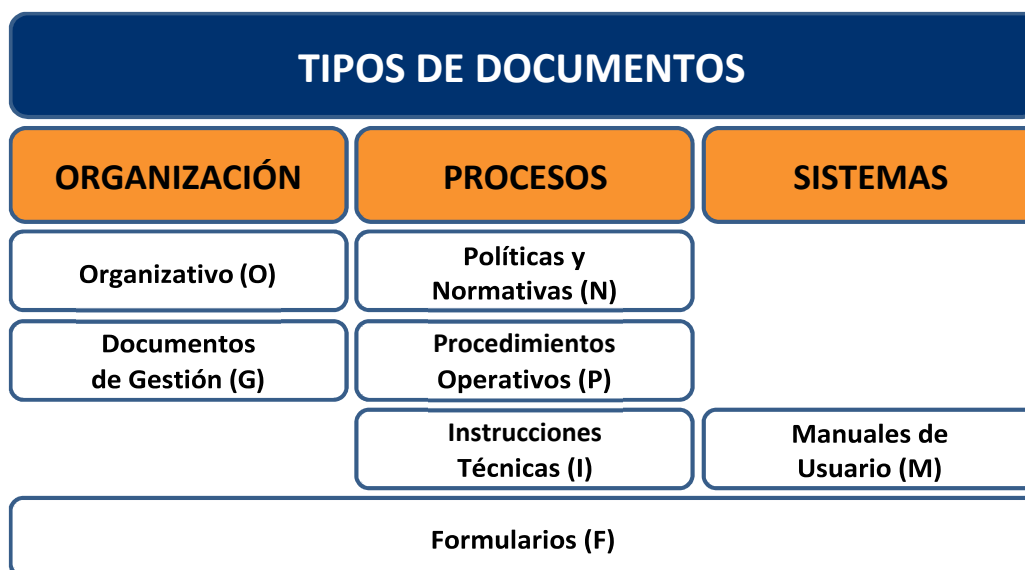 TIPOS DE DOCUMENTOS
ORGANIZACIÓN
PROCESOS
SISTEMAS
Organizativo (O)
Políticas y
Normativas (N)
Documentos
de Gestión (G)
Procedimientos
Operativos (P)
Instrucciones
Técnicas (I)
Manuales de
Usuario (M)
Formularios (F)